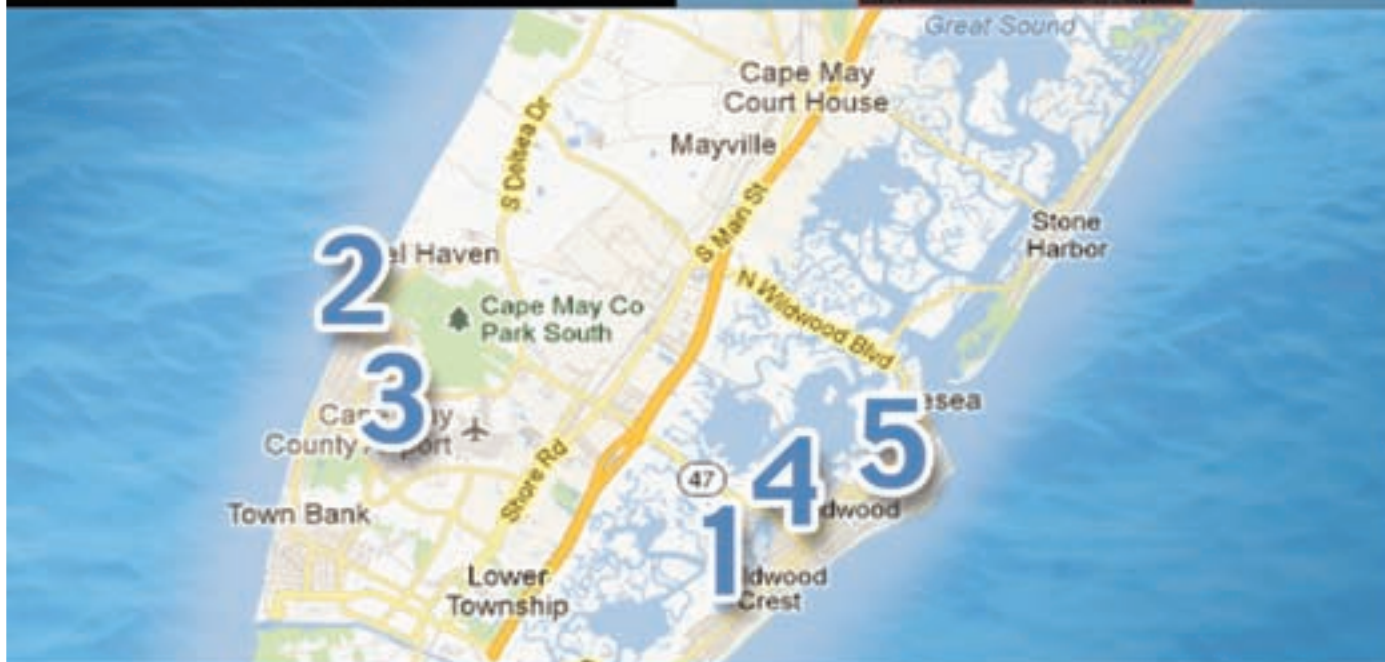 Great Sound
Cape May
Court House
Mayville
S Delsea Dr
S Main St
Stone
Harbor
2
el Haven
N Wildwood Blvd
Cape May Co
Park South
3
County
5
esea
Shore Rd
47
4
Town Bank
dwood
1
Lower
Township
ldwood
Crest